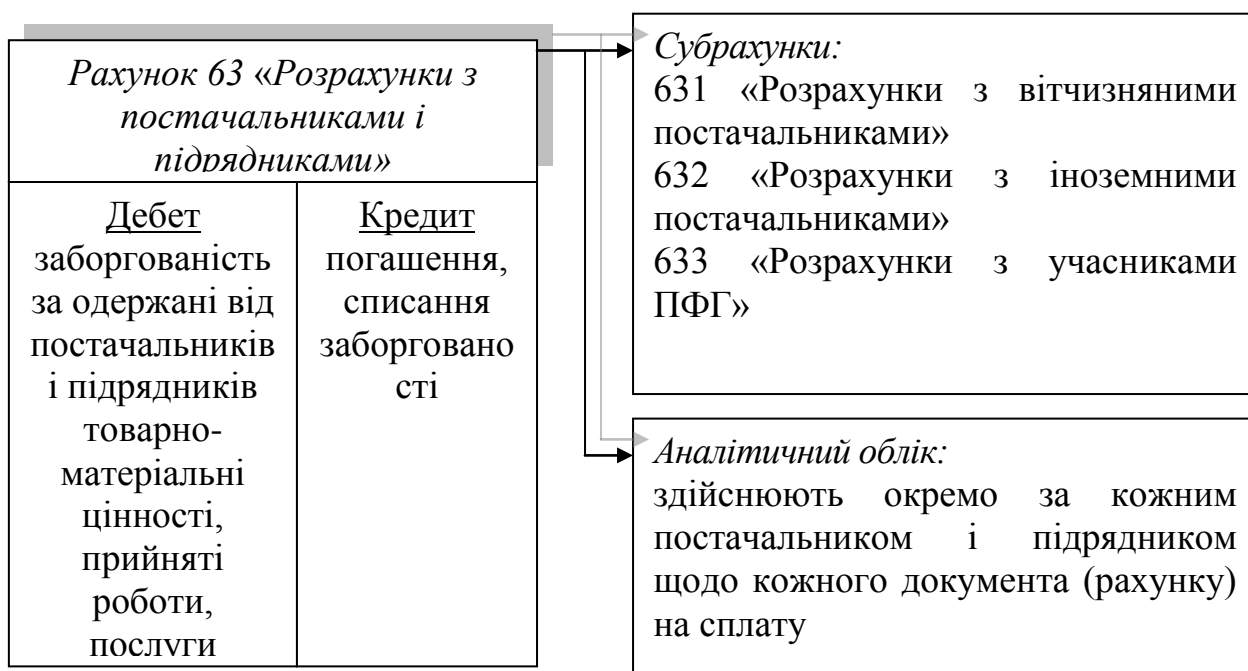 Рахунок 63 «Розрахунки з
постачальниками і
підрядниками»
Дебет
заборгованість
за одержані від
постачальників
і підрядників
товарно-
матеріальні
цінності,
прийняті
роботи,
послуги
Кредит
погашення,
списання
заборговано
сті
Субрахунки:
631 «Розрахунки з вітчизняними
постачальниками»
632 «Розрахунки з іноземними
постачальниками»
633 «Розрахунки з учасниками
ПФГ»
Аналітичний облік:
здійснюють окремо за кожним
постачальником і підрядником
щодо кожного документа (рахунку)
на сплату